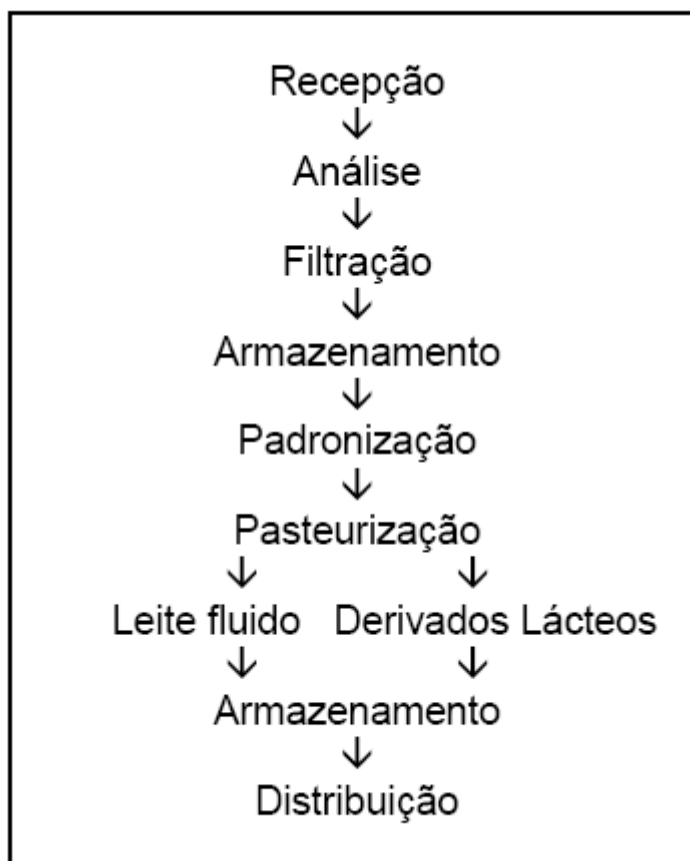 Recepção
Análise
Filtração
Armazenamento
Padronização
Pasteurização
Leite fluido Derivados Lácteos
Armazenamento
Distribuição